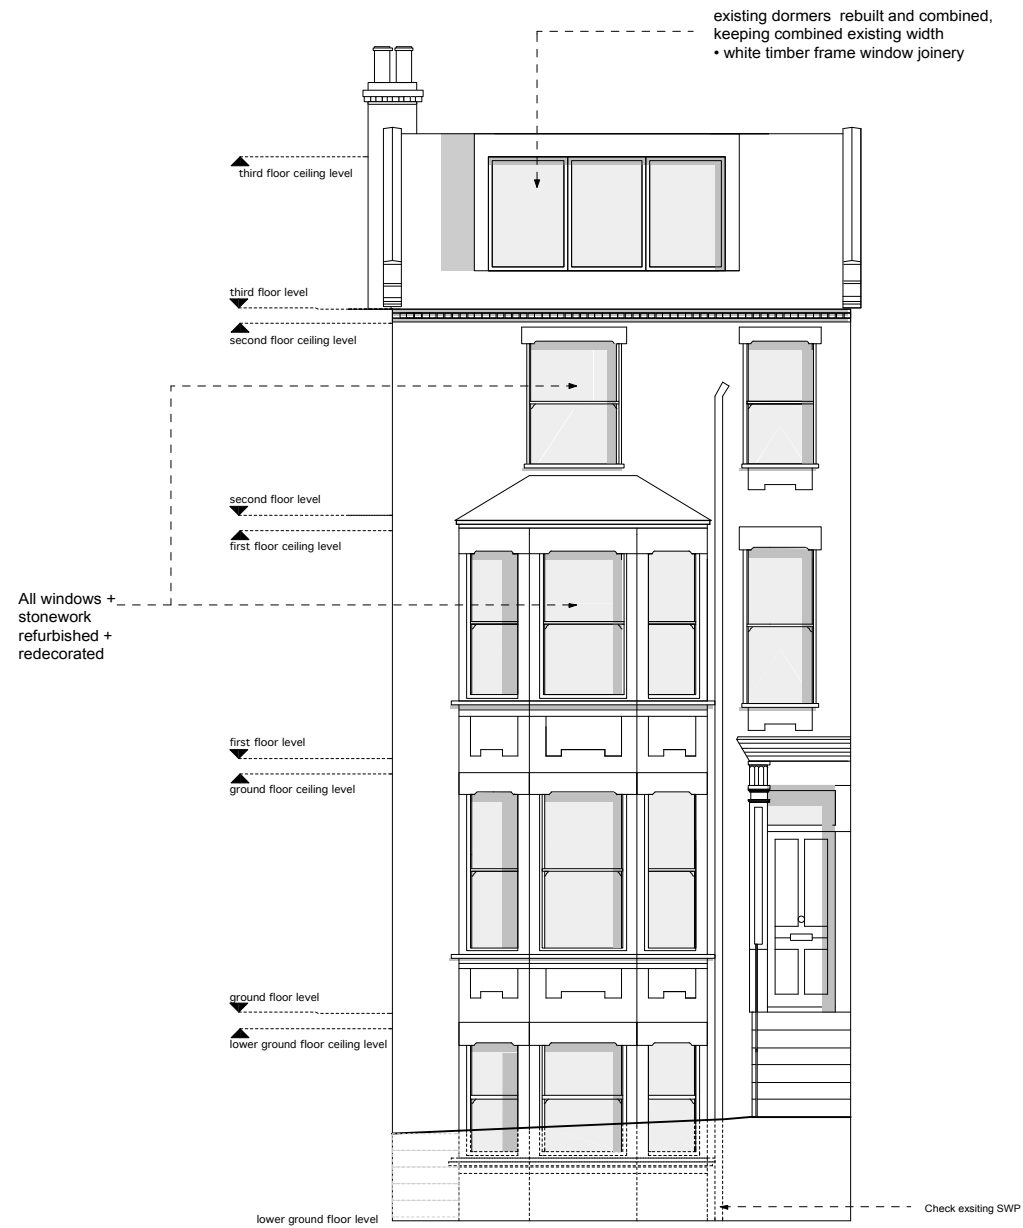 existing dormers rebuilt and combined,
keeping combined existing width
• white timber frame window joinery
third floor ceiling level
third floor level
second floor ceiling level
second floor level
first floor ceiling level
All windows +
stonework
refurbished +
redecorated
first floor level
ground floor ceiling level
ground floor level
lower ground floor ceiling level
Check exsiting SWP
lower ground floor level